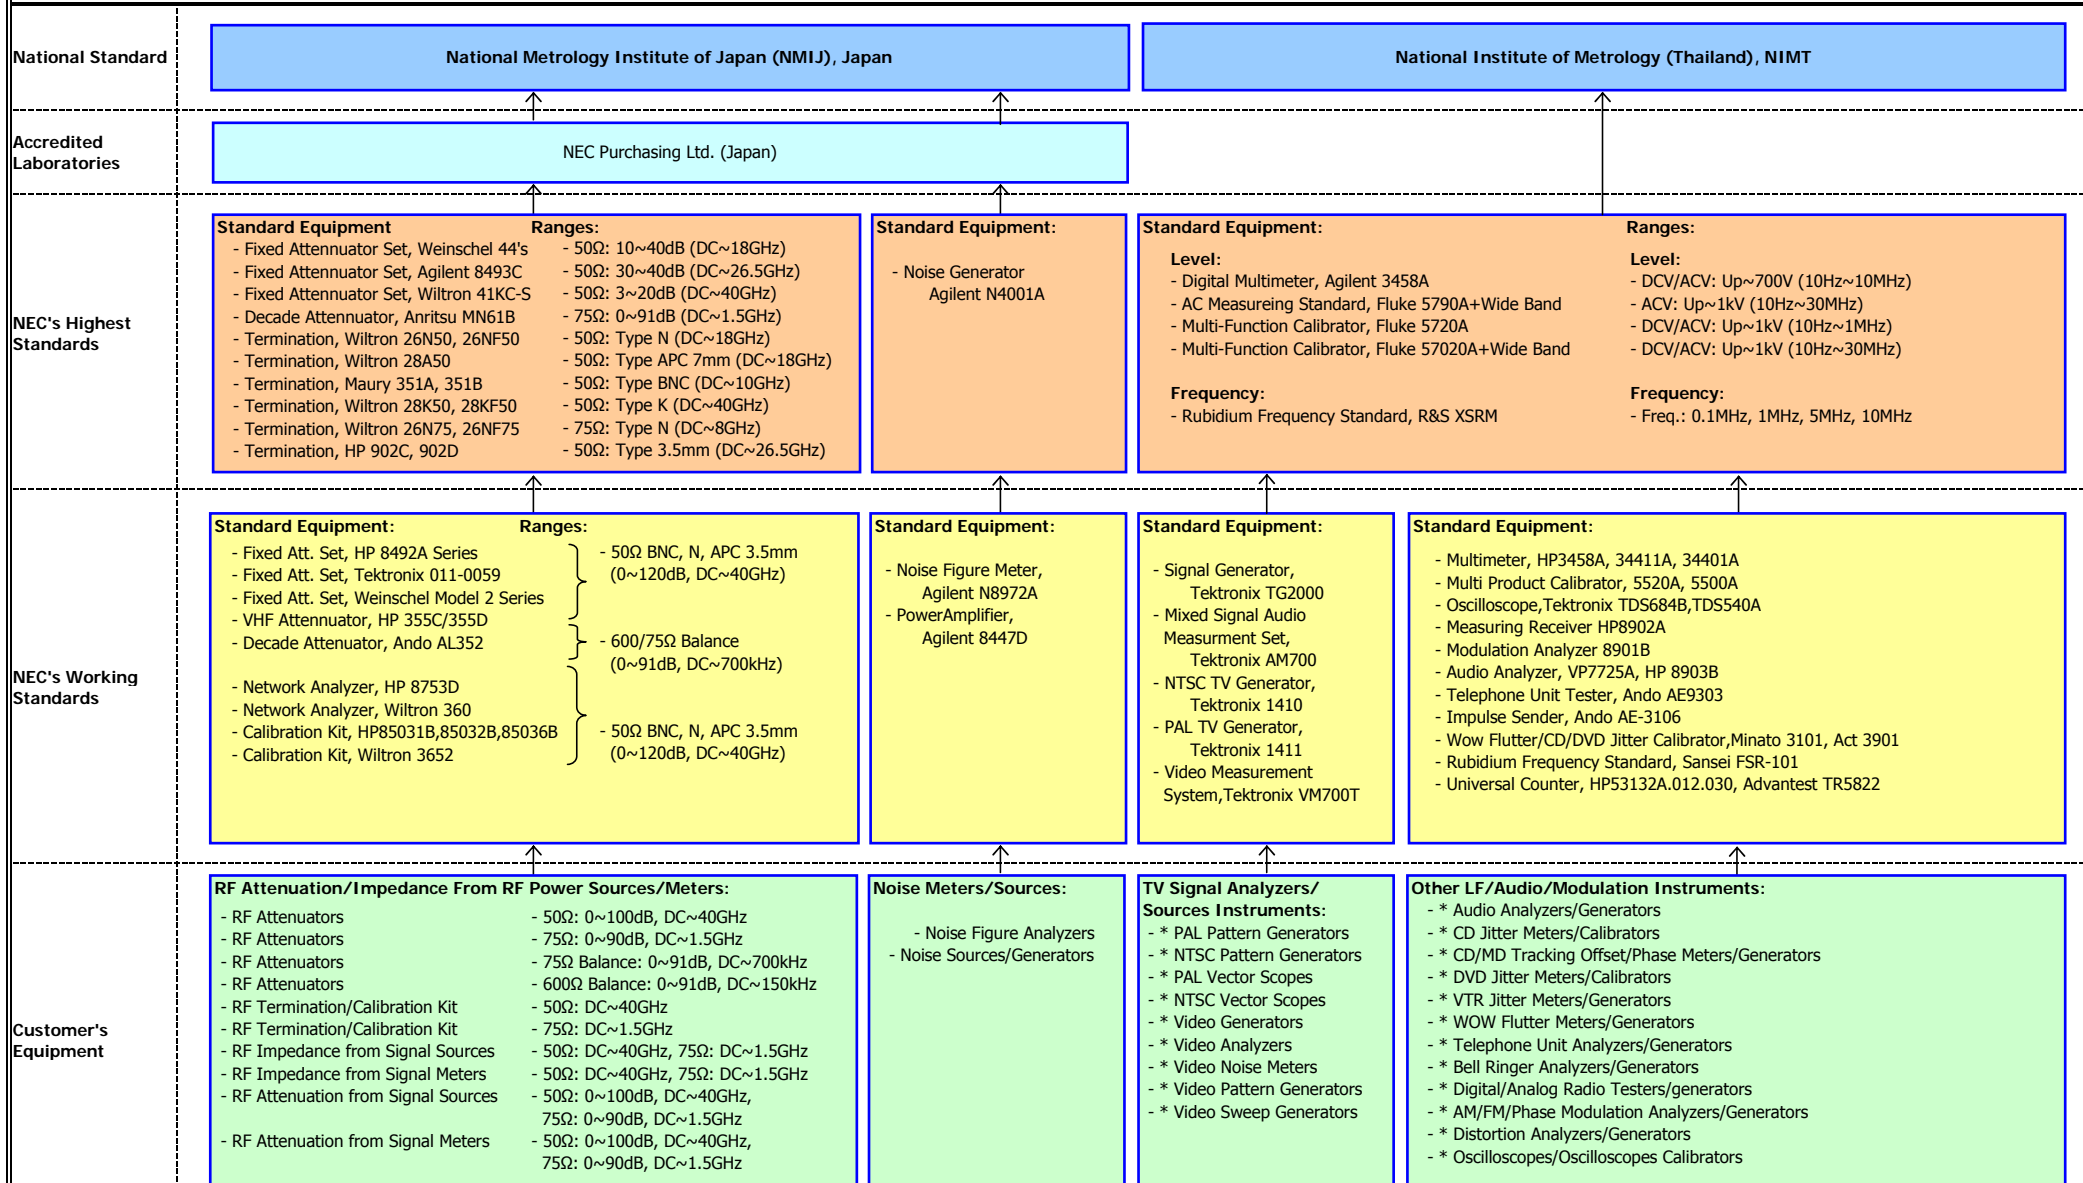 National Standard
National Metrology Institute of Japan (NMIJ), Japan
National Institute of Metrology (Thailand), NIMT
Accredited
Laboratories
NEC Purchasing Ltd. (Japan)
NEC's Highest
Standards
Standard Equipment Ranges:
- Fixed Attenuator Set, Weinschel 44's - 50Ω: 10~40dB (DC~18GHz)
- Fixed Attenuator Set, Agilent 8493C - 50Ω: 30~40dB (DC~26.5GHz)
- Fixed Attenuator Set, Wiltron 41KC-S - 50Ω: 3~20dB (DC~40GHz)
- Decade Attenuator, Anritsu MN61B - 75Ω: 0~91dB (DC~1.5GHz)
- Termination, Wiltron 26N50, 26NF50 - 50Ω: Type N (DC~18GHz)
- Termination, Wiltron 28A50 - 50Ω: Type APC 7mm (DC~18GHz)
- Termination, Maury 351A, 351B - 50Ω: Type BNC (DC~10GHz)
- Termination, Wiltron 28K50, 28KF50 - 50Ω: Type K (DC~40GHz)
- Termination, Wiltron 26N75, 26NF75 - 75Ω: Type N (DC~8GHz)
- Termination, HP 902C, 902D - 50Ω: Type 3.5mm (DC~26.5GHz)
Standard Equipment:
- Noise Generator
Agilent N4001A
Standard Equipment: Ranges:
Level: Level:
- Digital Multimeter, Agilent 3458A - DCV/ACV: Up~700V (10Hz~10MHz)
- AC Measureing Standard, Fluke 5790A+Wide Band - ACV: Up~1kV (10Hz~30MHz)
- Multi-Function Calibrator, Fluke 5720A - DCV/ACV: Up~1kV (10Hz~1MHz)
- Multi-Function Calibrator, Fluke 57020A+Wide Band - DCV/ACV: Up~1kV (10Hz~30MHz)
Frequency: Frequency:
- Rubidium Frequency Standard, R&S XSRM - Freq.: 0.1MHz, 1MHz, 5MHz, 10MHz
NEC's Working
Standards
Standard Equipment: Ranges:
- Fixed Att. Set, HP 8492A Series - 50Ω BNC, N, APC 3.5mm
- Fixed Att. Set, Tektronix 011-0059 (0~120dB, DC~40GHz)
- Fixed Att. Set, Weinschel Model 2 Series
- VHF Attennuator, HP 355C/355D
- Decade Attenuator, Ando AL352 - 600/75Ω Balance
(0~91dB, DC~700kHz)
- Network Analyzer, HP 8753D
- Network Analyzer, Wiltron 360
- Calibration Kit, HP85031B,85032B,85036B - 50Ω BNC, N, APC 3.5mm
- Calibration Kit, Wiltron 3652 (0~120dB, DC~40GHz)
Standard Equipment:
- Noise Figure Meter,
Agilent N8972A
- PowerAmplifier,
Agilent 8447D
Standard Equipment:
- Signal Generator,
Tektronix TG2000
- Mixed Signal Audio
Measurment Set,
Tektronix AM700
- NTSC TV Generator,
Tektronix 1410
- PAL TV Generator,
Tektronix 1411
- Video Measurement
System,Tektronix VM700T
Standard Equipment:
- Multimeter, HP3458A, 34411A, 34401A
- Multi Product Calibrator, 5520A, 5500A
- Oscilloscope,Tektronix TDS684B,TDS540A
- Measuring Receiver HP8902A
- Modulation Analyzer 8901B
- Audio Analyzer, VP7725A, HP 8903B
- Telephone Unit Tester, Ando AE9303
- Impulse Sender, Ando AE-3106
- Wow Flutter/CD/DVD Jitter Calibrator,Minato 3101, Act 3901
- Rubidium Frequency Standard, Sansei FSR-101
- Universal Counter, HP53132A.012.030, Advantest TR5822
Customer's
Equipment
RF Attenuation/Impedance From RF Power Sources/Meters:
- RF Attenuators - 50Ω: 0~100dB, DC~40GHz
- RF Attenuators - 75Ω: 0~90dB, DC~1.5GHz
- RF Attenuators - 75Ω Balance: 0~91dB, DC~700kHz
- RF Attenuators - 600Ω Balance: 0~91dB, DC~150kHz
- RF Termination/Calibration Kit - 50Ω: DC~40GHz
- RF Termination/Calibration Kit - 75Ω: DC~1.5GHz
- RF Impedance from Signal Sources - 50Ω: DC~40GHz, 75Ω: DC~1.5GHz
- RF Impedance from Signal Meters - 50Ω: DC~40GHz, 75Ω: DC~1.5GHz
- RF Attenuation from Signal Sources - 50Ω: 0~100dB, DC~40GHz,
75Ω: 0~90dB, DC~1.5GHz
- RF Attenuation from Signal Meters - 50Ω: 0~100dB, DC~40GHz,
75Ω: 0~90dB, DC~1.5GHz
Noise Meters/Sources:
- Noise Figure Analyzers
- Noise Sources/Generators
TV Signal Analyzers/
Sources Instruments:
- * PAL Pattern Generators
- * NTSC Pattern Generators
- * PAL Vector Scopes
- * NTSC Vector Scopes
- * Video Generators
- * Video Analyzers
- * Video Noise Meters
- * Video Pattern Generators
- * Video Sweep Generators
Other LF/Audio/Modulation Instruments:
- * Audio Analyzers/Generators
- * CD Jitter Meters/Calibrators
- * CD/MD Tracking Offset/Phase Meters/Generators
- * DVD Jitter Meters/Calibrators
- * VTR Jitter Meters/Generators
- * WOW Flutter Meters/Generators
- * Telephone Unit Analyzers/Generators
- * Bell Ringer Analyzers/Generators
- * Digital/Analog Radio Testers/generators
- * AM/FM/Phase Modulation Analyzers/Generators
- * Distortion Analyzers/Generators
- * Oscilloscopes/Oscilloscopes Calibrators